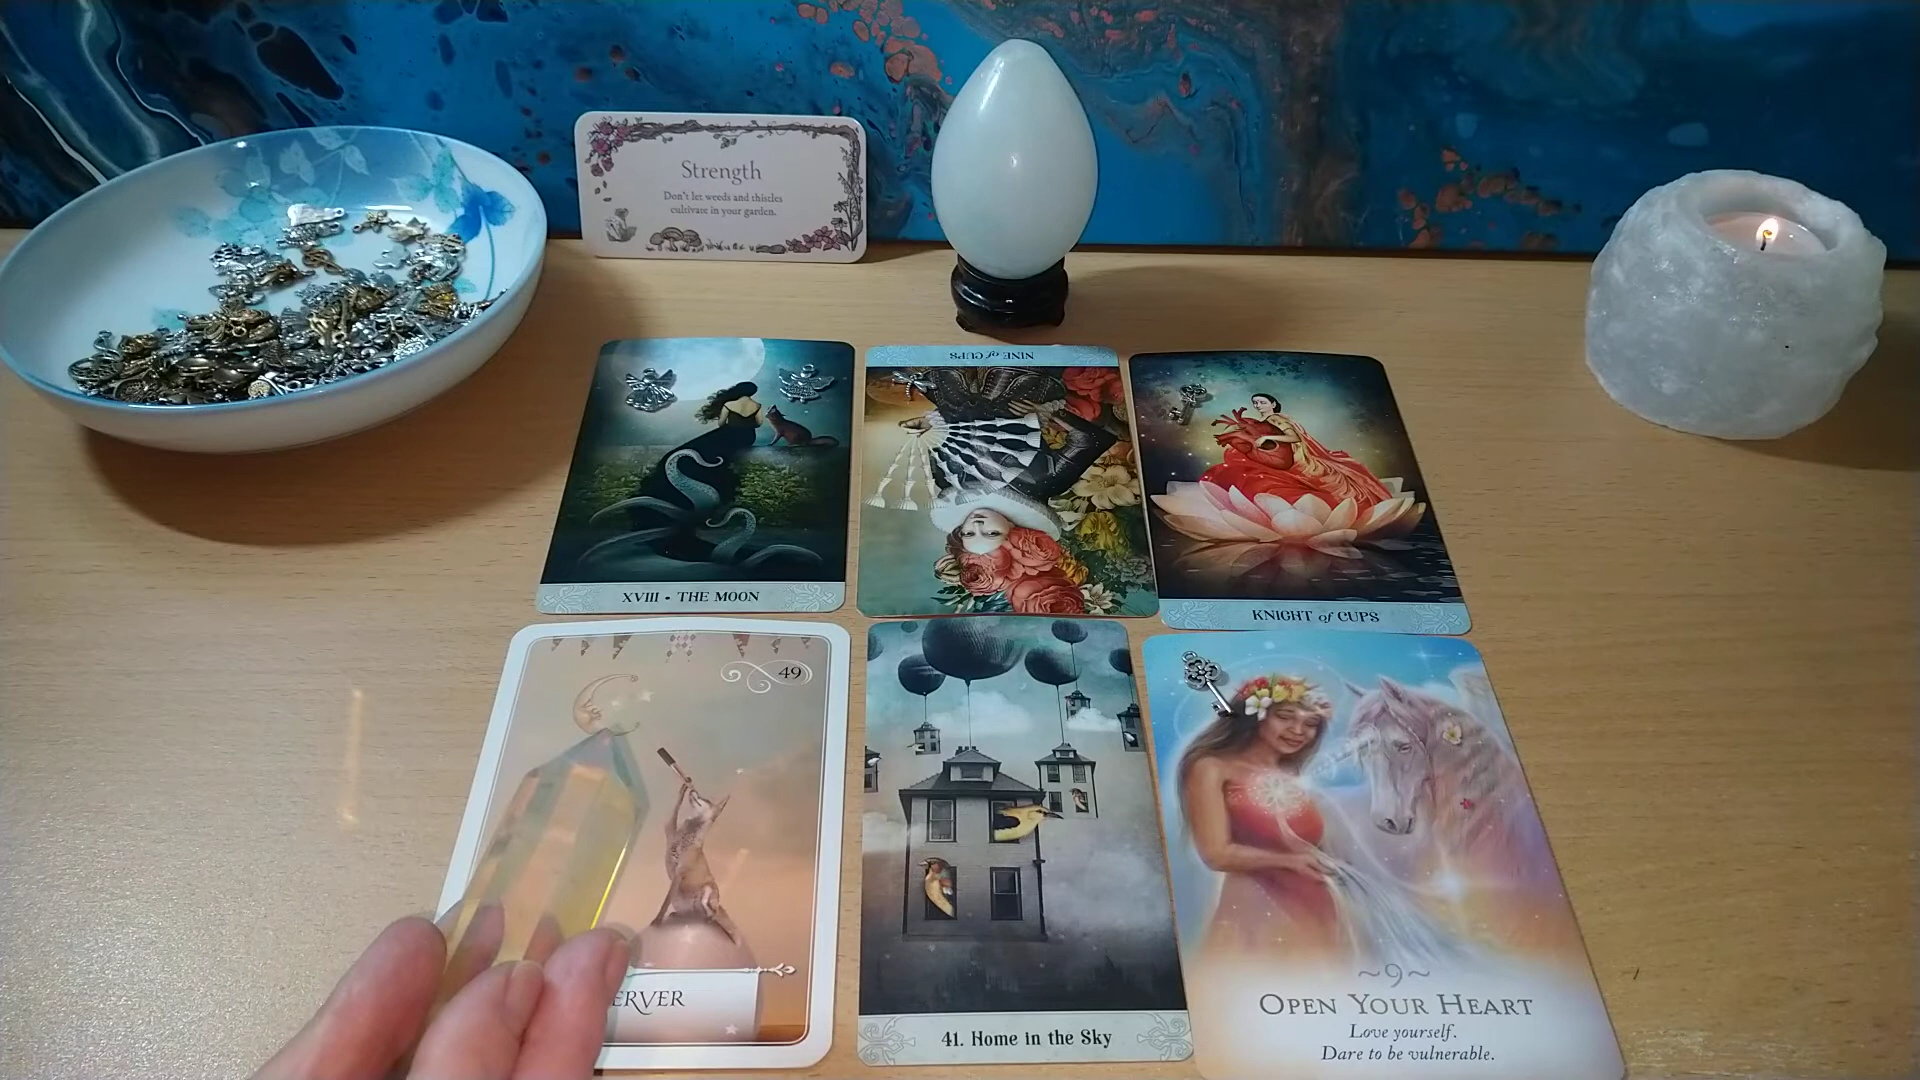 Strength
Don't let weeds and thistles
cultivate in your garden.
NINE of CUPS
XVIII • THE MOON
KNIGHT of CUPS
49
41. Home in the Sky
~9~
OPEN YOUR HEART
Love yourself.
Dare to be vulnerable.